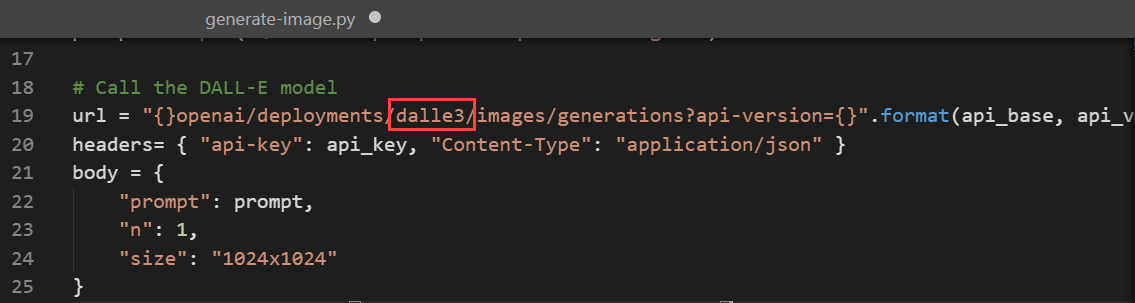 generate-image.py
17
18 # Call the DALL-E model
19 url = "{}openai/deployments/dalle3/images/generations?api-version={}".format(api_base, api_v
20 headers= { "api-key": api_key, "Content-Type": "application/json" }
21 body = {
22 "prompt": prompt,
23 "n": 1,
24 "size": "1024x1024"
25 }